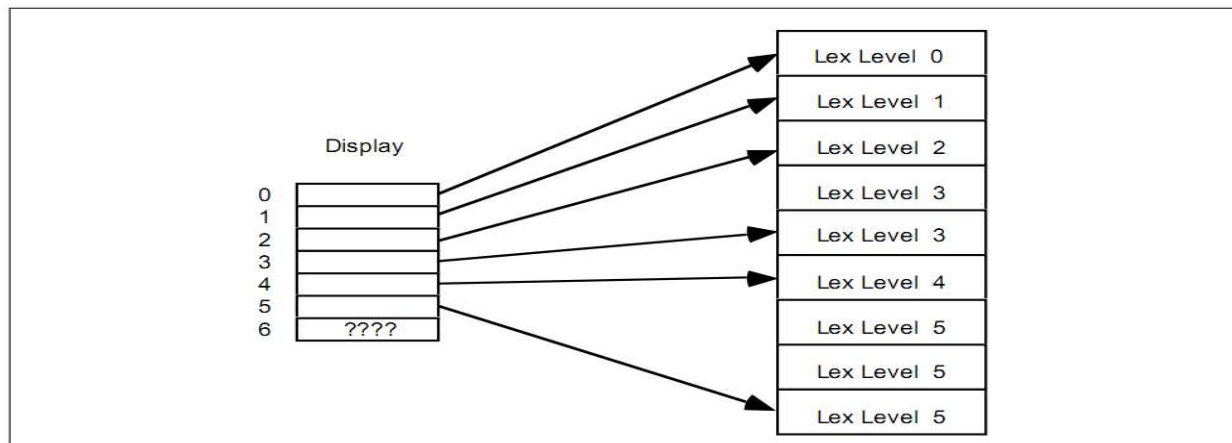 Display
0
1
2
3
4
5
6 ????
Lex Level 0
Lex Level 1
Lex Level 2
Lex Level 3
Lex Level 3
Lex Level 4
Lex Level 5
Lex Level 5
Lex Level 5